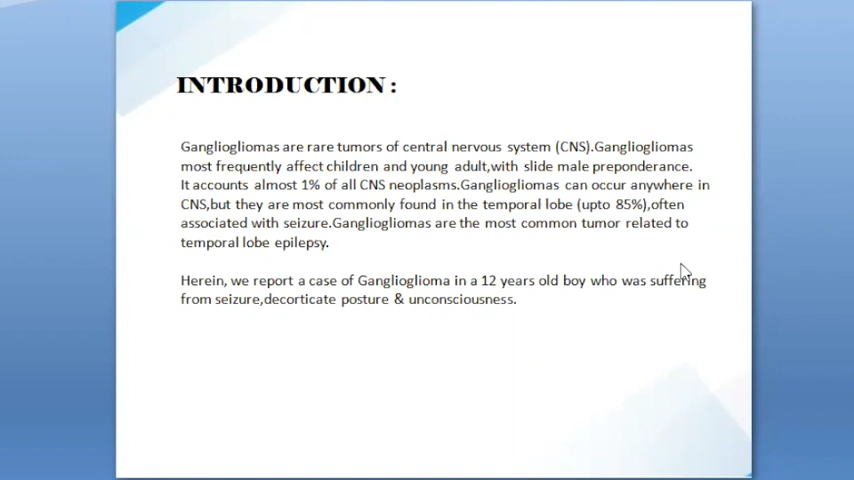 INTRODUCTION :
Gangliogliomas are rare tumors of central nervous system (CNS).Gangliogliomas
most frequently affect children and young adult,with slide male preponderance.
It accounts almost 1% of all CNS neoplasms.Gangliogliomas can occur anywhere in
CNS,but they are most commonly found in the temporal lobe (upto 85%),often
associated with seizure.Gangliogliomas are the most common tumor related to
temporal lobe epilepsy.
Herein, we report a case of Ganglioglioma in a 12 years old boy who was suffering
from seizure,decorticate posture & unconsciousness.